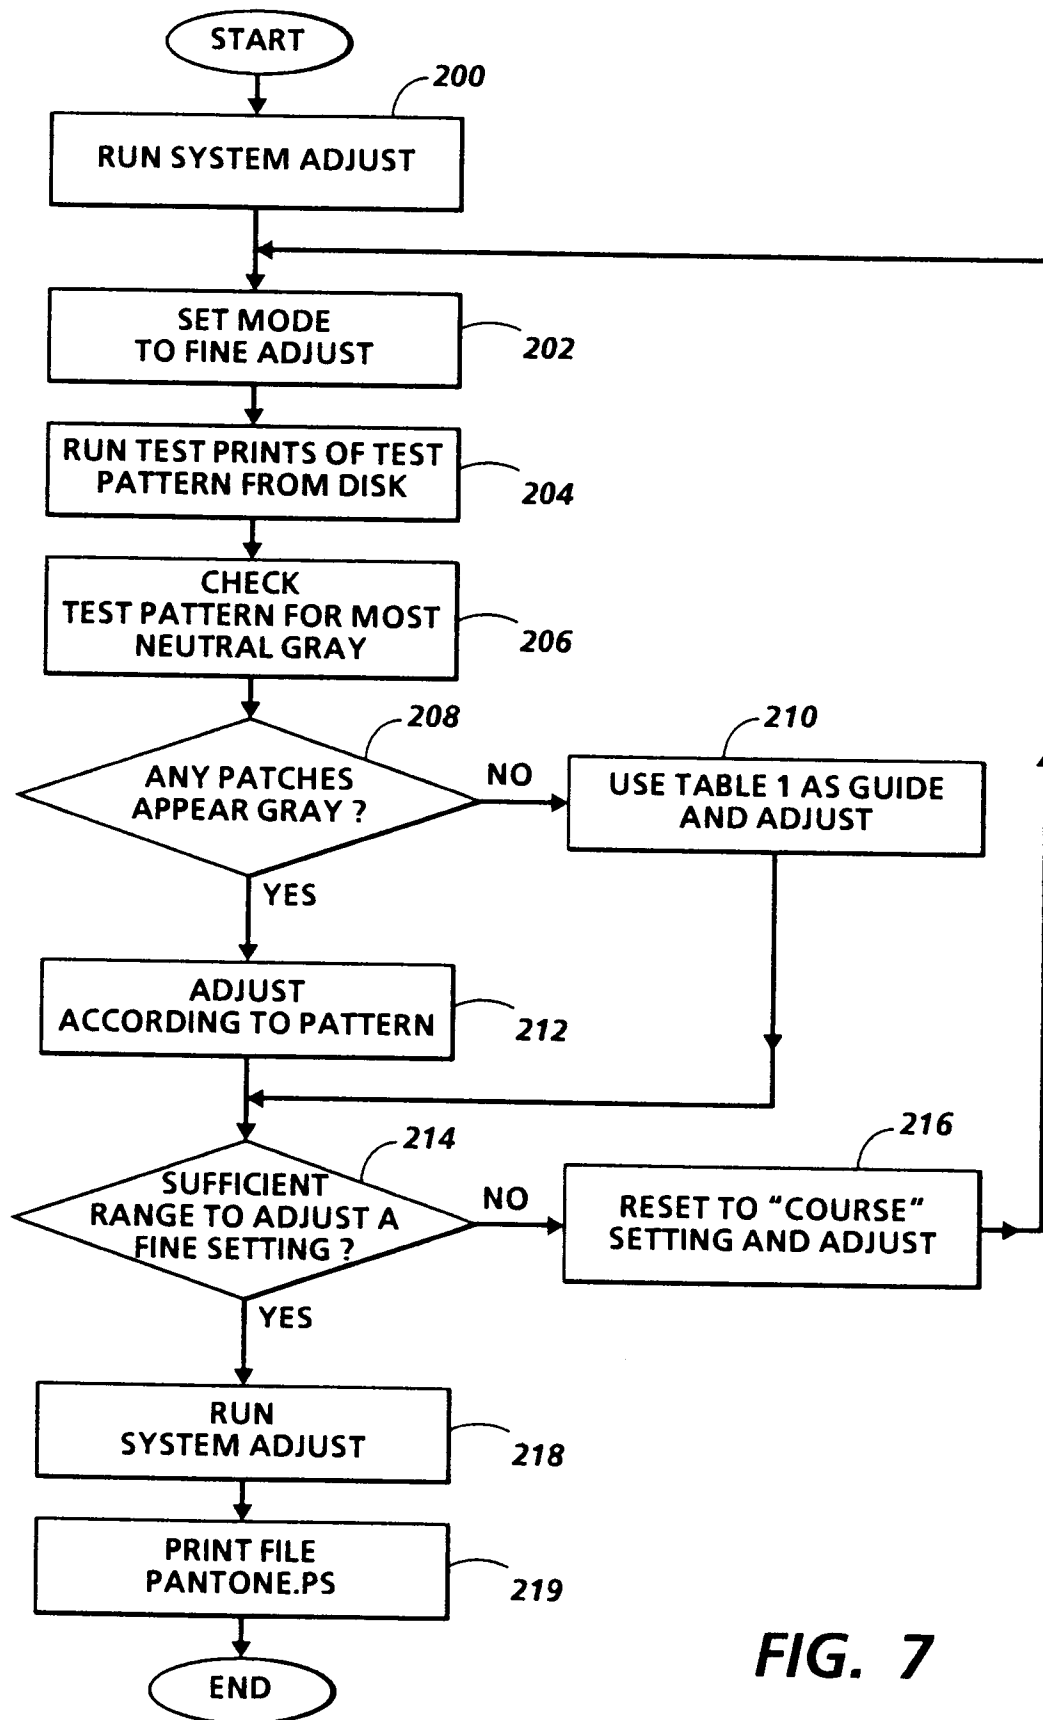 START
200
RUN SYSTEM ADJUST
SET MODE
TO FINE ADJUST
202
RUN TEST PRINTS OF TEST
PATTERN FROM DISK
204
CHECK
TEST PATTERN FOR MOST
NEUTRAL GRAY
206
208
ANY PATCHES
APPEAR GRAY ?
NO
210
USE TABLE 1 AS GUIDE
AND ADJUST
YES
ADJUST
ACCORDING TO PATTERN
212
214
SUFFICIENT
RANGE TO ADJUST A
FINE SETTING ?
NO
216
RESET TO “COURSE”
SETTING AND ADJUST
YES
RUN
SYSTEM ADJUST
218
PRINT FILE
PANTONE.PS
219
END
FIG. 7